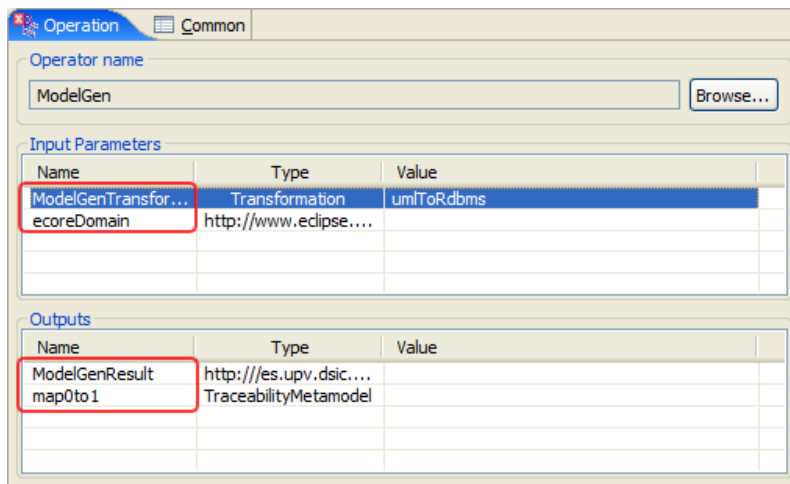 Operation Common
Operator name
ModelGen Browse...
Input Parameters
Name Type Value
ModelGenTransfor... Transformation umlToRdbms
ecoreDomain http://www.eclipse....
Outputs
Name Type Value
ModelGenResult http:///es.upv.dsic....
map0to1 TraceabilityMetamodel